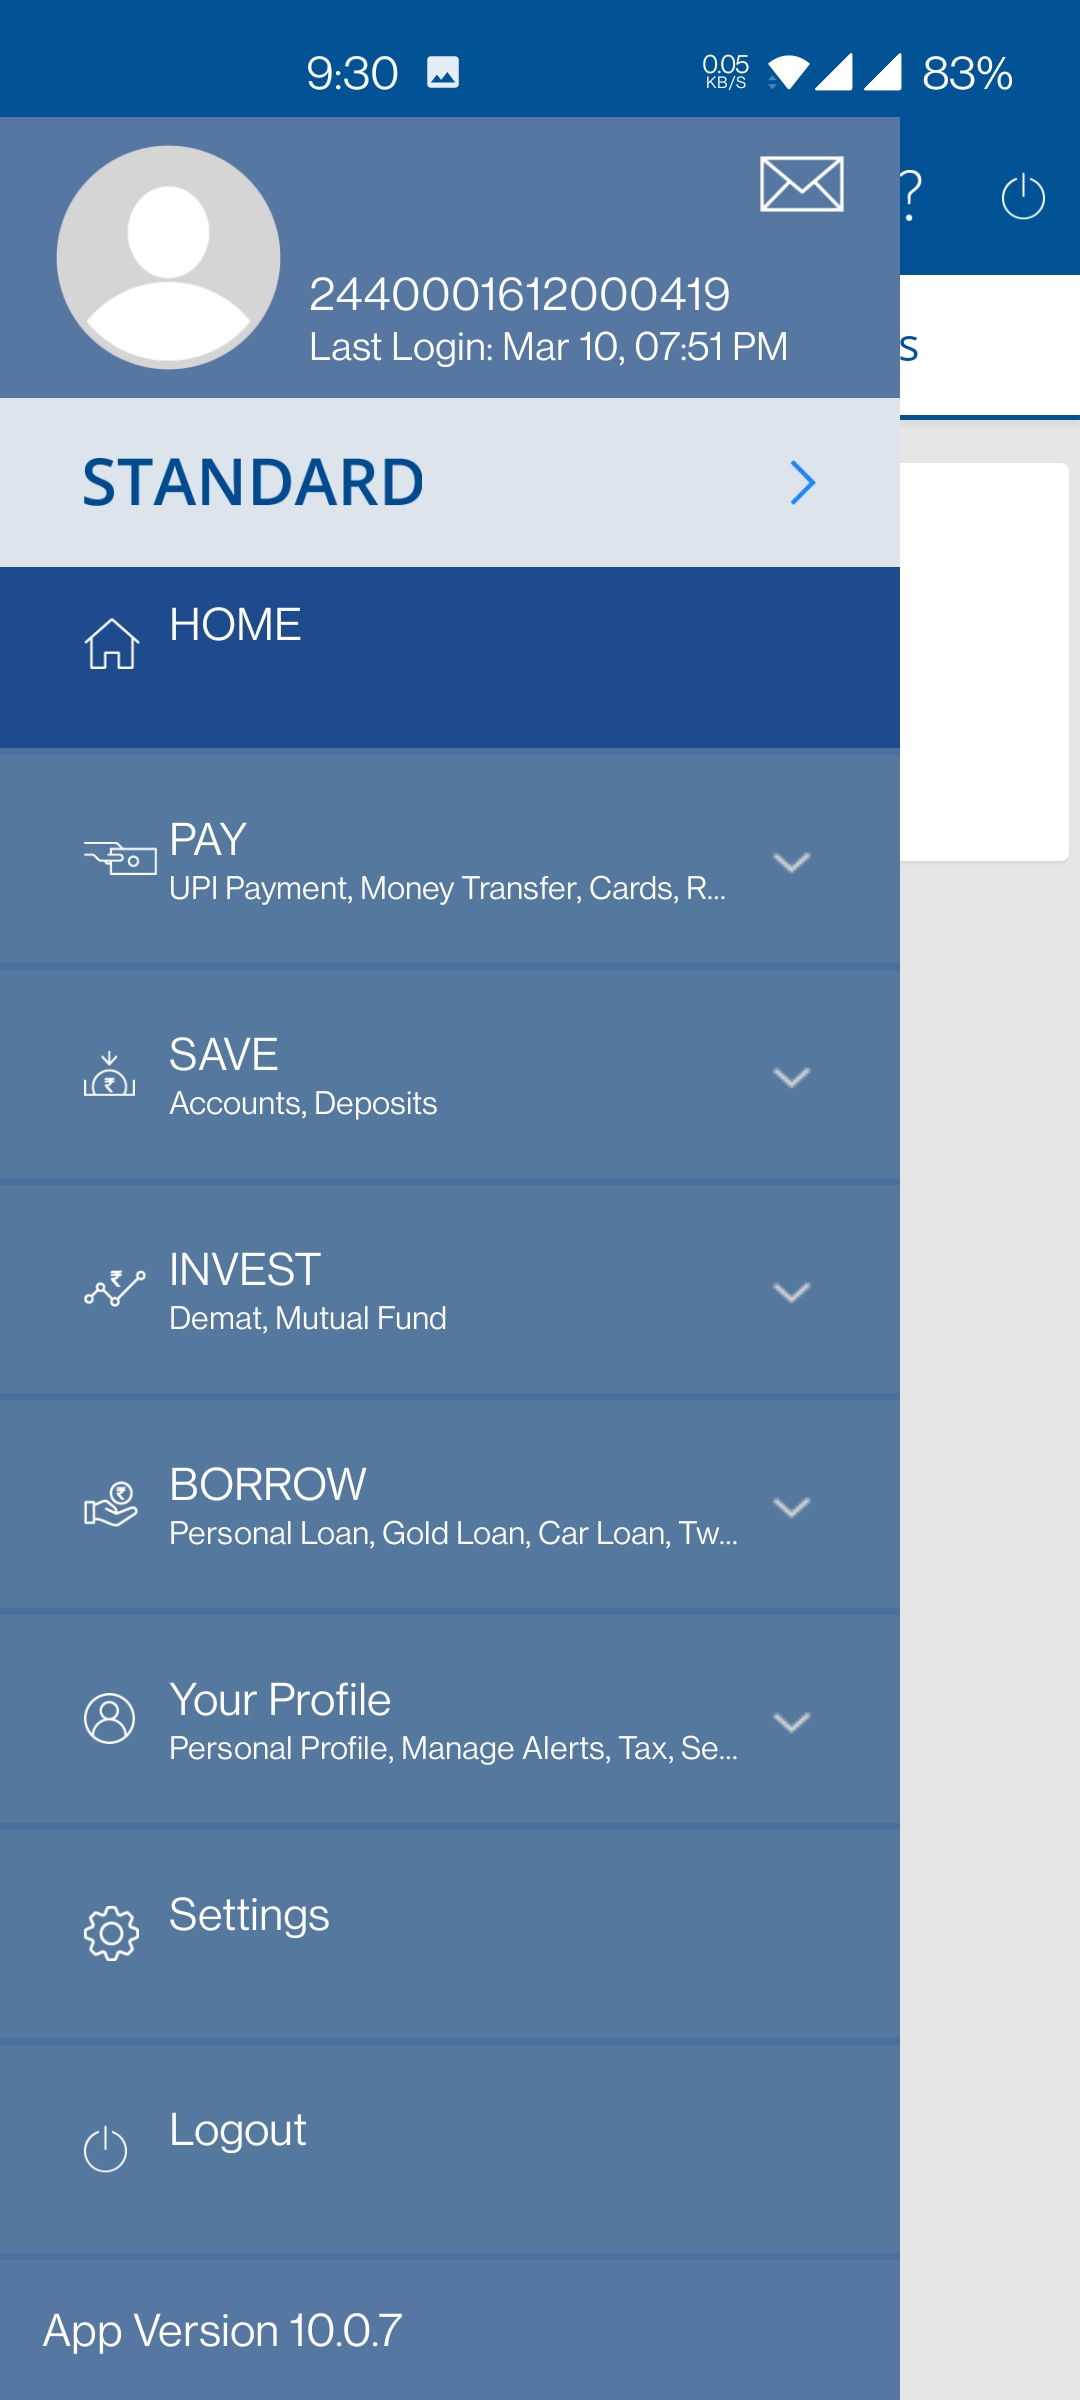 9:30
0.05
KB/S
83%
?
2440001612000419
Last Login: Mar 10, 07:51 PM
s
STANDARD
HOME
PAY
UPI Payment, Money Transfer, Cards, R...
SAVE
Accounts, Deposits
INVEST
Demat, Mutual Fund
BORROW
Personal Loan, Gold Loan, Car Loan, Tw...
Your Profile
Personal Profile, Manage Alerts, Tax, Se...
Settings
Logout
App Version 10.0.7